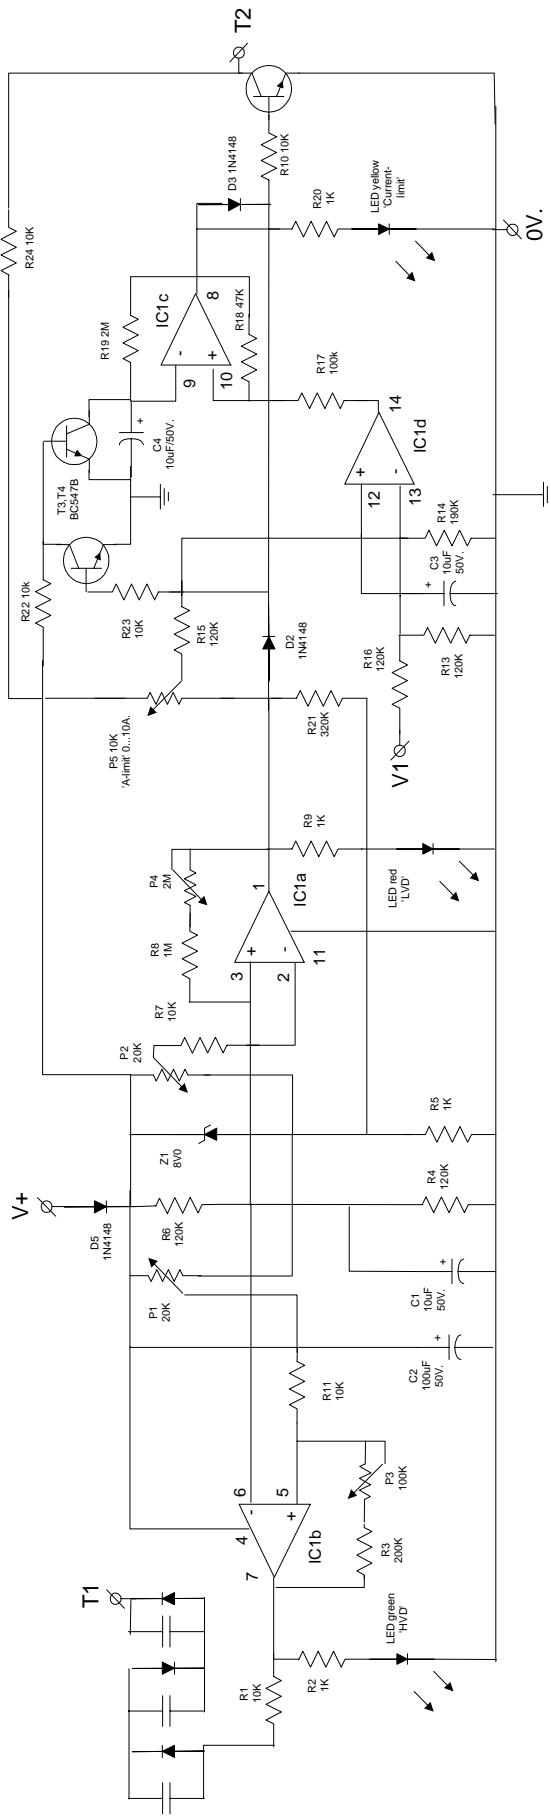 T1
R1
10K
R2
1K
LED green
'HVD'
7
4
6
-
5
+
IC1b
R3
200K
P3
100K
R11
10K
C2
100uF
50V.
+
P1
20K
C1
10uF
50V.
+
V+
D5
1N4148
R6
120K
R4
120K
Z1
8V0
R5
1K
P2
20K
R7
10K
R8
1M
P4
2M
3
+
2
-
1
IC1a
11
R9
1K
LED red
'LVD'
P5 10K
'A-limit' 0...10A.
R21
320K
D2
1N4148
V1
R16
120K
R13
120K
R22 10k
R23
10K
R15
120K
T3,T4
BC547B
C3
10uF
50V.
+
R14
190K
12
+
13
-
14
IC1d
C4
10uF/50V.
+
R19 2M
9
-
10
+
8
IC1c
R18 47K
R17
100k
R24 10K
D3 1N4148
R20
1K
LED yellow
'Current-
limit'
R10 10K
T2
0V.